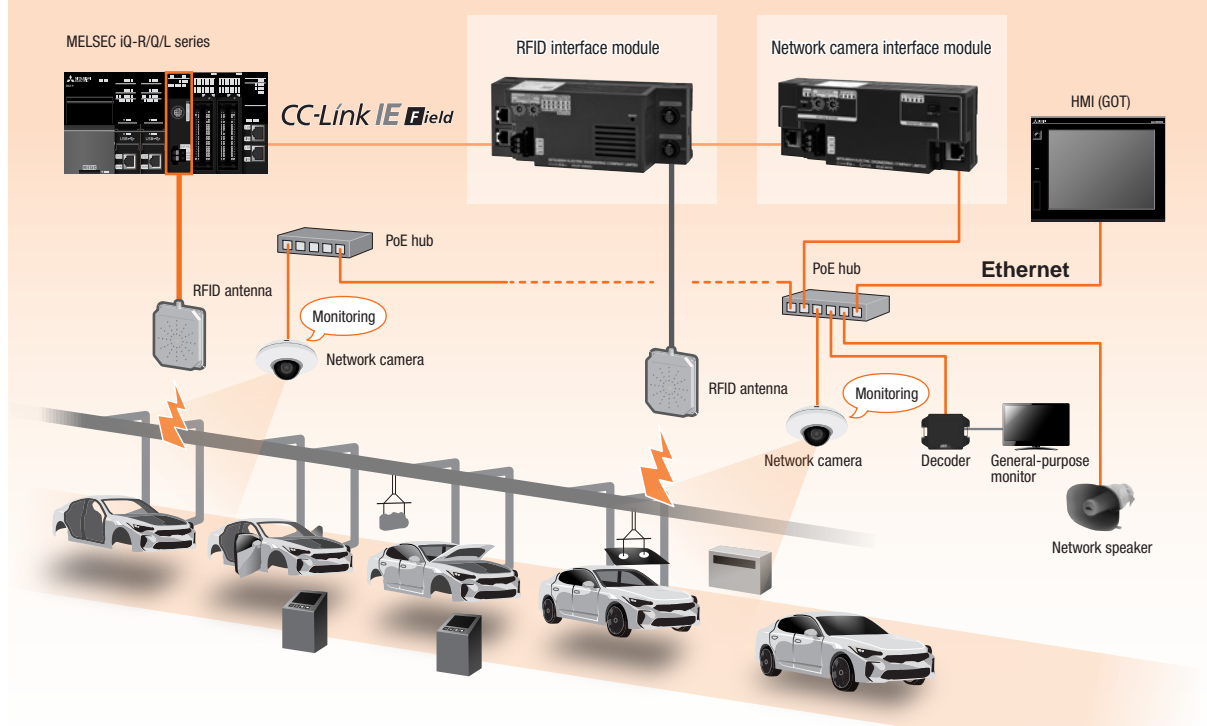 MELSEC iQ-R/Q/L series
RFID interface module
Network camera interface module
HMI (GOT)
CC-Link IE Field
PoE hub
PoE hub
Ethernet
RFID antenna
Monitoring
Network camera
RFID antenna
Monitoring
Network camera
Decoder
General-purpose
monitor
Network speaker